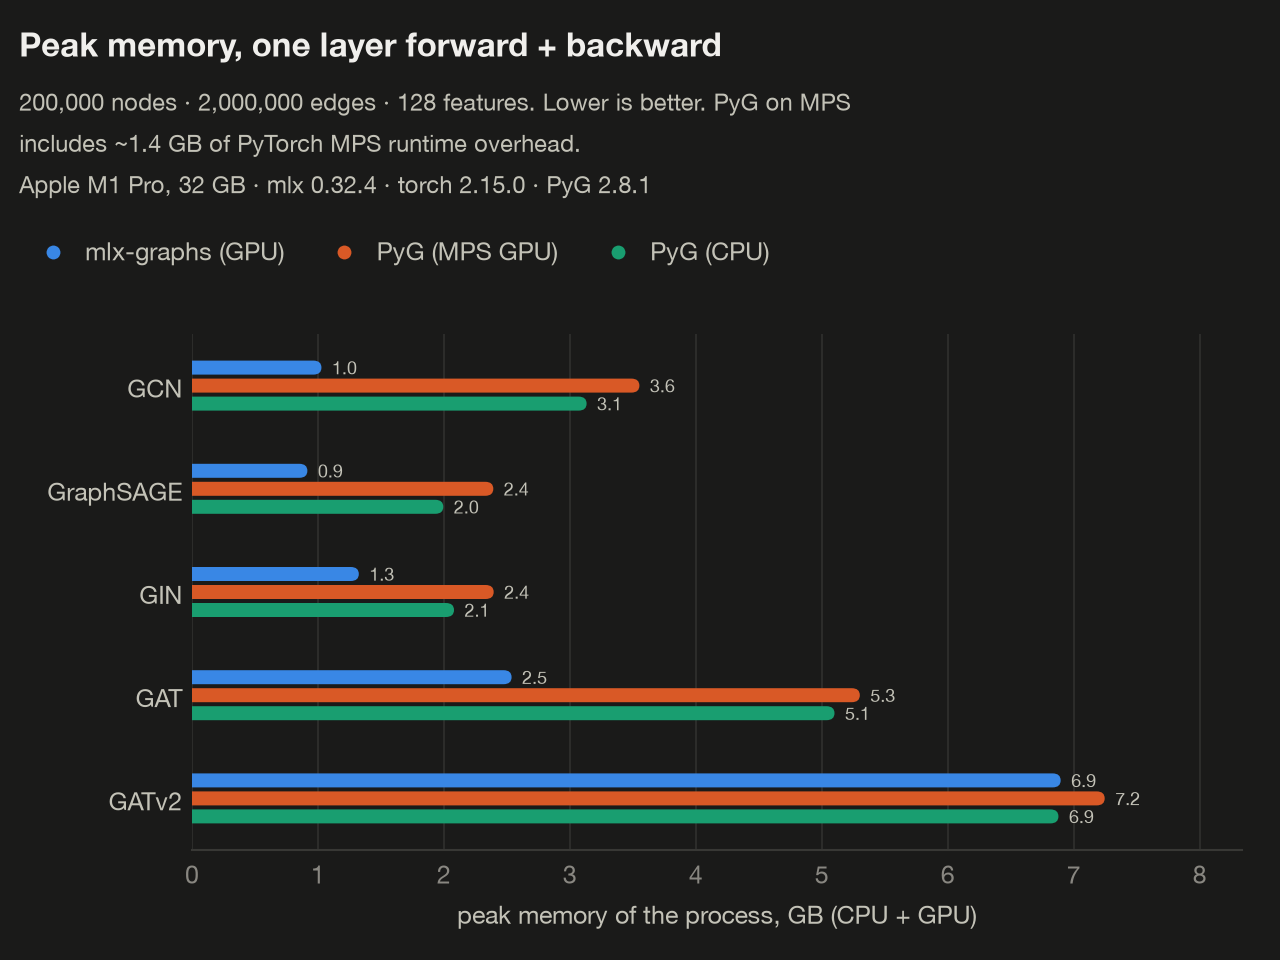 Peak memory, one layer forward + backward
200,000 nodes · 2,000,000 edges · 128 features. Lower is better. PyG on MPS
includes ~1.4 GB of PyTorch MPS runtime overhead.
Apple M1 Pro, 32 GB · mlx 0.32.4 · torch 2.15.0 · PyG 2.8.1
mlx-graphs (GPU) PyG (MPS GPU) PyG (CPU)
1.0
GCN 3.6
3.1
0.9
GraphSAGE 2.4
2.0
1.3
GIN 2.4
2.1
2.5
GAT 5.3
5.1
6.9
GATv2 7.2
6.9
0 1 2 3 4 5 6 7 8
peak memory of the process, GB (CPU + GPU)